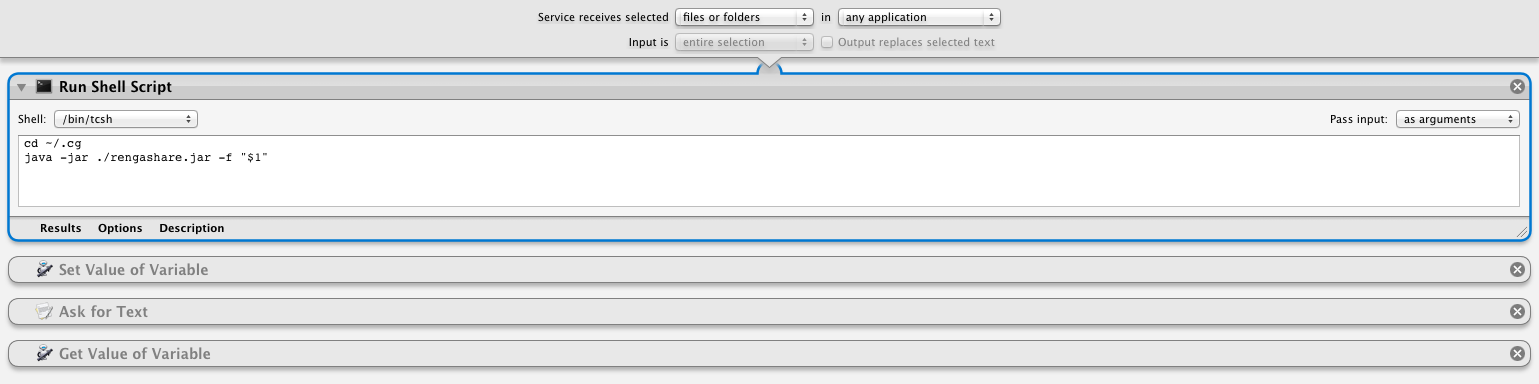 Service receives selected files or folders in any application
Input is entire selection Output replaces selected text
Run Shell Script
Shell: /bin/tcsh Pass input: as arguments
cd ~/.cg
java -jar ./rengashare.jar -f "$1"
Results Options Description
Set Value of Variable
Ask for Text
Get Value of Variable